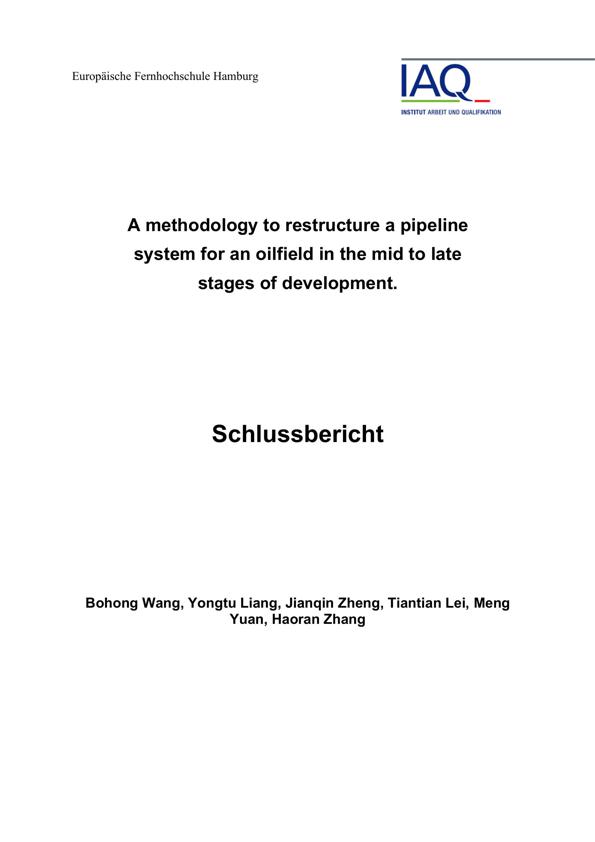 Europäische Fernhochschule Hamburg
IAQ
INSTITUT ARBEIT UND QUALIFIKATION
A methodology to restructure a pipeline
system for an oilfield in the mid to late
stages of development.
Schlussbericht
Bohong Wang, Yongtu Liang, Jianqin Zheng, Tiantian Lei, Meng
Yuan, Haoran Zhang